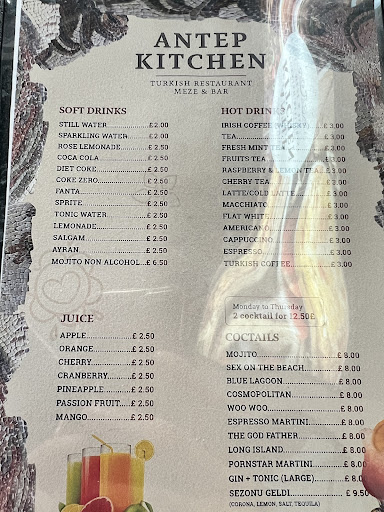 ANTEP
KITCHEN
TURKISH RESTAURANT
MEZE & BAR
SOFT DRINKS
STILL WATER..............£ 2.00
SPARKLING WATER........£ 2.00
ROSE LEMONADE..........£ 2.50
COCA COLA................£ 2.50
DIET COKE.................£ 2.50
COKE ZERO.................£ 2.50
FANTA.......................£ 2.50
SPRITE......................£ 2.50
TONIC WATER.............£ 2.50
LEMONADE................£ 2.50
SALGAM....................£ 2.50
AYRAN......................£ 2.50
MOJITO NON ALCOHOL...£ 6.50
HOT DRINKS
IRISH COFFEE (WHISKY)....£ 3.00
TEA..........................£ 3.00
FRESH MINT................£ 3.00
FRUITS TEA.................£ 3.00
RASPBERRY & LEMON TEA..£ 3.00
CHERRY TEA................£ 3.00
LATTE/COLD LATTE.........£ 3.00
MACCHIATO.................£ 3.00
FLAT WHITE................£ 3.00
AMERICANO................£ 3.00
CAPPUCCINO...............£ 3.00
ESPRESSO...................£ 3.00
TURKISH COFFEE...........£ 3.00
JUICE
APPLE.......................£ 2.50
ORANGE.....................£ 2.50
CHERRY.....................£ 2.50
CRANBERRY................£ 2.50
PINEAPPLE.................£ 2.50
PASSION FRUIT............£ 2.50
MANGO......................£ 2.50
Monday to Thursday
2 cocktail for 12.50£
COCTAILS
MOJITO......................£ 8.00
SEX ON THE BEACH.........£ 8.00
BLUE LAGOON..............£ 8.00
COSMOPOLITAN............£ 8.00
WOO WOO...................£ 8.00
ESPRESSO MARTINI........£ 8.00
THE GOD FATHER..........£ 8.00
LONG ISLAND..............£ 8.00
PORNSTAR MARTINI.......£ 8.00
GIN + TONIC (LARGE)......£ 8.00
SEZONU GELDI.............£ 9.50
(CORONA, LEMON, SALT, TEQUILA)